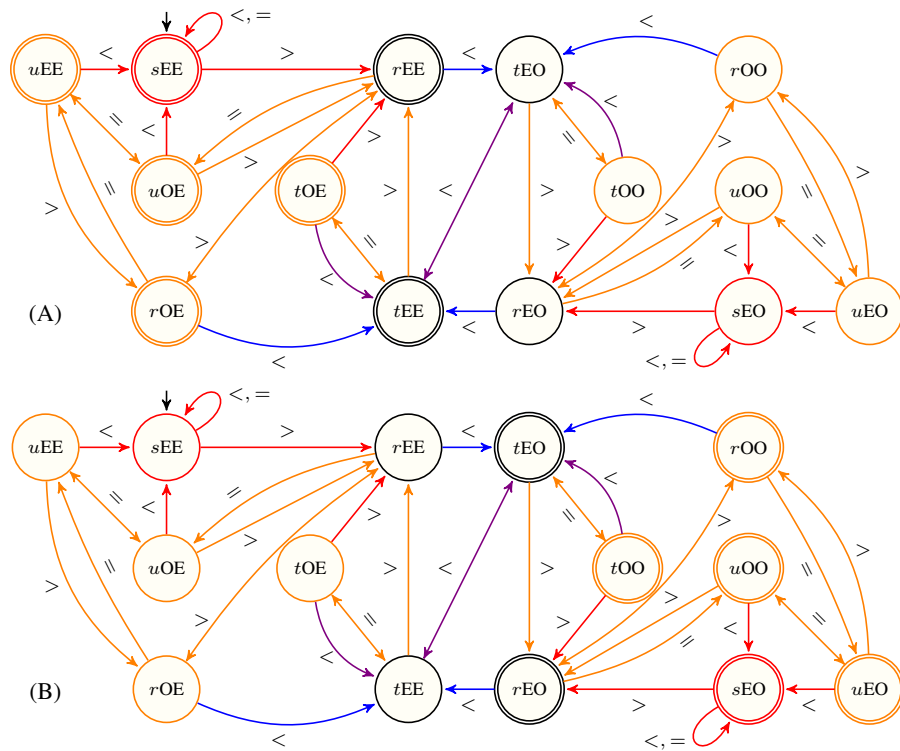 <, =
uEE < sEE > rEE < tEO < rOO
= < = > > = < > >
uOE tOE < tOO uOO =
> = > < = > > > < =
(A) rOE tEE < rEO > sEO < uEO
< <, =
<, =
uEE < sEE > rEE < tEO < rOO
= < = > > = < > >
uOE tOE < tOO uOO =
> = > < = > > > < =
(B) rOE tEE < rEO > sEO < uEO
< <, =